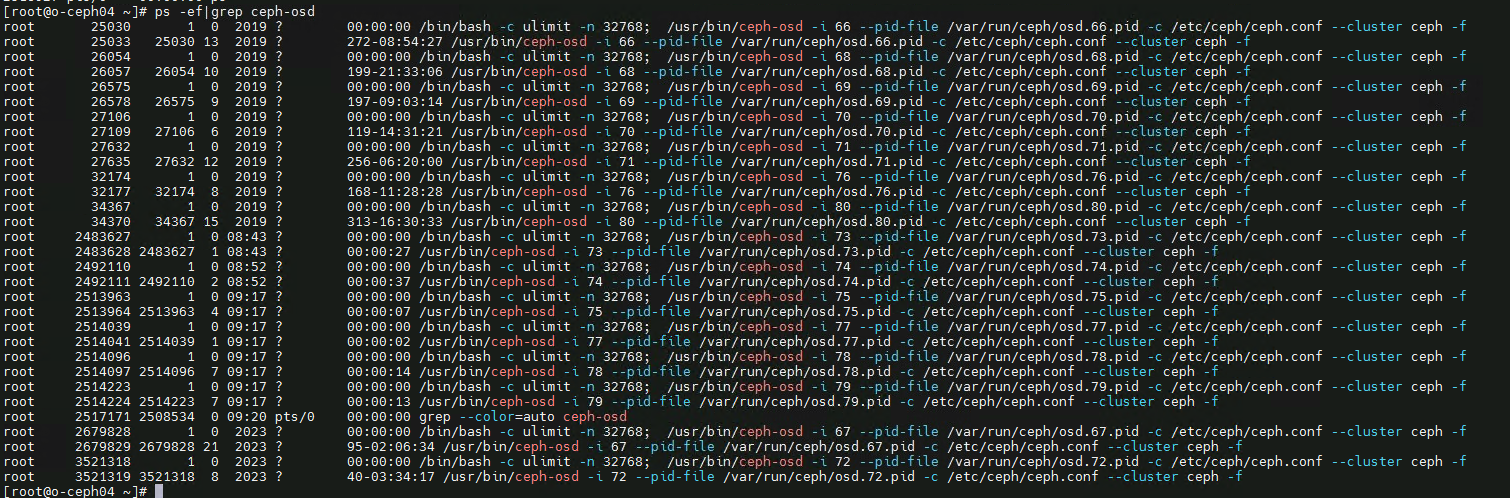 [root@o-ceph04 ~]# ps -ef|grep ceph-osd
root 25030 1 0 2019 ? 00:00:00 /bin/bash -c ulimit -n 32768; /usr/bin/ceph-osd -i 66 --pid-file /var/run/ceph/osd.66.pid -c /etc/ceph/ceph.conf --cluster ceph -f
root 25033 25030 13 2019 ? 272-08:54:27 /usr/bin/ceph-osd -i 66 --pid-file /var/run/ceph/osd.66.pid -c /etc/ceph/ceph.conf --cluster ceph -f
root 26054 1 0 2019 ? 00:00:00 /bin/bash -c ulimit -n 32768; /usr/bin/ceph-osd -i 68 --pid-file /var/run/ceph/osd.68.pid -c /etc/ceph/ceph.conf --cluster ceph -f
root 26057 26054 10 2019 ? 199-21:33:06 /usr/bin/ceph-osd -i 68 --pid-file /var/run/ceph/osd.68.pid -c /etc/ceph/ceph.conf --cluster ceph -f
root 26575 1 0 2019 ? 00:00:00 /bin/bash -c ulimit -n 32768; /usr/bin/ceph-osd -i 69 --pid-file /var/run/ceph/osd.69.pid -c /etc/ceph/ceph.conf --cluster ceph -f
root 26578 26575 9 2019 ? 197-09:03:14 /usr/bin/ceph-osd -i 69 --pid-file /var/run/ceph/osd.69.pid -c /etc/ceph/ceph.conf --cluster ceph -f
root 27106 1 0 2019 ? 00:00:00 /bin/bash -c ulimit -n 32768; /usr/bin/ceph-osd -i 70 --pid-file /var/run/ceph/osd.70.pid -c /etc/ceph/ceph.conf --cluster ceph -f
root 27109 27106 6 2019 ? 119-14:31:21 /usr/bin/ceph-osd -i 70 --pid-file /var/run/ceph/osd.70.pid -c /etc/ceph/ceph.conf --cluster ceph -f
root 27632 1 0 2019 ? 00:00:00 /bin/bash -c ulimit -n 32768; /usr/bin/ceph-osd -i 71 --pid-file /var/run/ceph/osd.71.pid -c /etc/ceph/ceph.conf --cluster ceph -f
root 27635 27632 12 2019 ? 256-06:20:00 /usr/bin/ceph-osd -i 71 --pid-file /var/run/ceph/osd.71.pid -c /etc/ceph/ceph.conf --cluster ceph -f
root 32174 1 0 2019 ? 00:00:00 /bin/bash -c ulimit -n 32768; /usr/bin/ceph-osd -i 76 --pid-file /var/run/ceph/osd.76.pid -c /etc/ceph/ceph.conf --cluster ceph -f
root 32177 32174 8 2019 ? 168-11:28:28 /usr/bin/ceph-osd -i 76 --pid-file /var/run/ceph/osd.76.pid -c /etc/ceph/ceph.conf --cluster ceph -f
root 34367 1 0 2019 ? 00:00:00 /bin/bash -c ulimit -n 32768; /usr/bin/ceph-osd -i 80 --pid-file /var/run/ceph/osd.80.pid -c /etc/ceph/ceph.conf --cluster ceph -f
root 34370 34367 15 2019 ? 313-16:30:33 /usr/bin/ceph-osd -i 80 --pid-file /var/run/ceph/osd.80.pid -c /etc/ceph/ceph.conf --cluster ceph -f
root 2483627 1 0 08:43 ? 00:00:00 /bin/bash -c ulimit -n 32768; /usr/bin/ceph-osd -i 73 --pid-file /var/run/ceph/osd.73.pid -c /etc/ceph/ceph.conf --cluster ceph -f
root 2483628 2483627 1 08:43 ? 00:00:27 /usr/bin/ceph-osd -i 73 --pid-file /var/run/ceph/osd.73.pid -c /etc/ceph/ceph.conf --cluster ceph -f
root 2492110 1 0 08:52 ? 00:00:00 /bin/bash -c ulimit -n 32768; /usr/bin/ceph-osd -i 74 --pid-file /var/run/ceph/osd.74.pid -c /etc/ceph/ceph.conf --cluster ceph -f
root 2492111 2492110 2 08:52 ? 00:00:37 /usr/bin/ceph-osd -i 74 --pid-file /var/run/ceph/osd.74.pid -c /etc/ceph/ceph.conf --cluster ceph -f
root 2513963 1 0 09:17 ? 00:00:00 /bin/bash -c ulimit -n 32768; /usr/bin/ceph-osd -i 75 --pid-file /var/run/ceph/osd.75.pid -c /etc/ceph/ceph.conf --cluster ceph -f
root 2513964 2513963 4 09:17 ? 00:00:07 /usr/bin/ceph-osd -i 75 --pid-file /var/run/ceph/osd.75.pid -c /etc/ceph/ceph.conf --cluster ceph -f
root 2514039 1 0 09:17 ? 00:00:00 /bin/bash -c ulimit -n 32768; /usr/bin/ceph-osd -i 77 --pid-file /var/run/ceph/osd.77.pid -c /etc/ceph/ceph.conf --cluster ceph -f
root 2514041 2514039 1 09:17 ? 00:00:02 /usr/bin/ceph-osd -i 77 --pid-file /var/run/ceph/osd.77.pid -c /etc/ceph/ceph.conf --cluster ceph -f
root 2514096 1 0 09:17 ? 00:00:00 /bin/bash -c ulimit -n 32768; /usr/bin/ceph-osd -i 78 --pid-file /var/run/ceph/osd.78.pid -c /etc/ceph/ceph.conf --cluster ceph -f
root 2514097 2514096 7 09:17 ? 00:00:14 /usr/bin/ceph-osd -i 78 --pid-file /var/run/ceph/osd.78.pid -c /etc/ceph/ceph.conf --cluster ceph -f
root 2514223 1 0 09:17 ? 00:00:00 /bin/bash -c ulimit -n 32768; /usr/bin/ceph-osd -i 79 --pid-file /var/run/ceph/osd.79.pid -c /etc/ceph/ceph.conf --cluster ceph -f
root 2514224 2514223 7 09:17 ? 00:00:13 /usr/bin/ceph-osd -i 79 --pid-file /var/run/ceph/osd.79.pid -c /etc/ceph/ceph.conf --cluster ceph -f
root 2517171 2508534 0 09:20 pts/0 00:00:00 grep --color=auto ceph-osd
root 2679828 1 0 2023 ? 00:00:00 /bin/bash -c ulimit -n 32768; /usr/bin/ceph-osd -i 67 --pid-file /var/run/ceph/osd.67.pid -c /etc/ceph/ceph.conf --cluster ceph -f
root 2679829 2679828 21 2023 ? 95-02:06:34 /usr/bin/ceph-osd -i 67 --pid-file /var/run/ceph/osd.67.pid -c /etc/ceph/ceph.conf --cluster ceph -f
root 3521318 1 0 2023 ? 00:00:00 /bin/bash -c ulimit -n 32768; /usr/bin/ceph-osd -i 72 --pid-file /var/run/ceph/osd.72.pid -c /etc/ceph/ceph.conf --cluster ceph -f
root 3521319 3521318 8 2023 ? 40-03:34:17 /usr/bin/ceph-osd -i 72 --pid-file /var/run/ceph/osd.72.pid -c /etc/ceph/ceph.conf --cluster ceph -f
[root@o-ceph04 ~]#